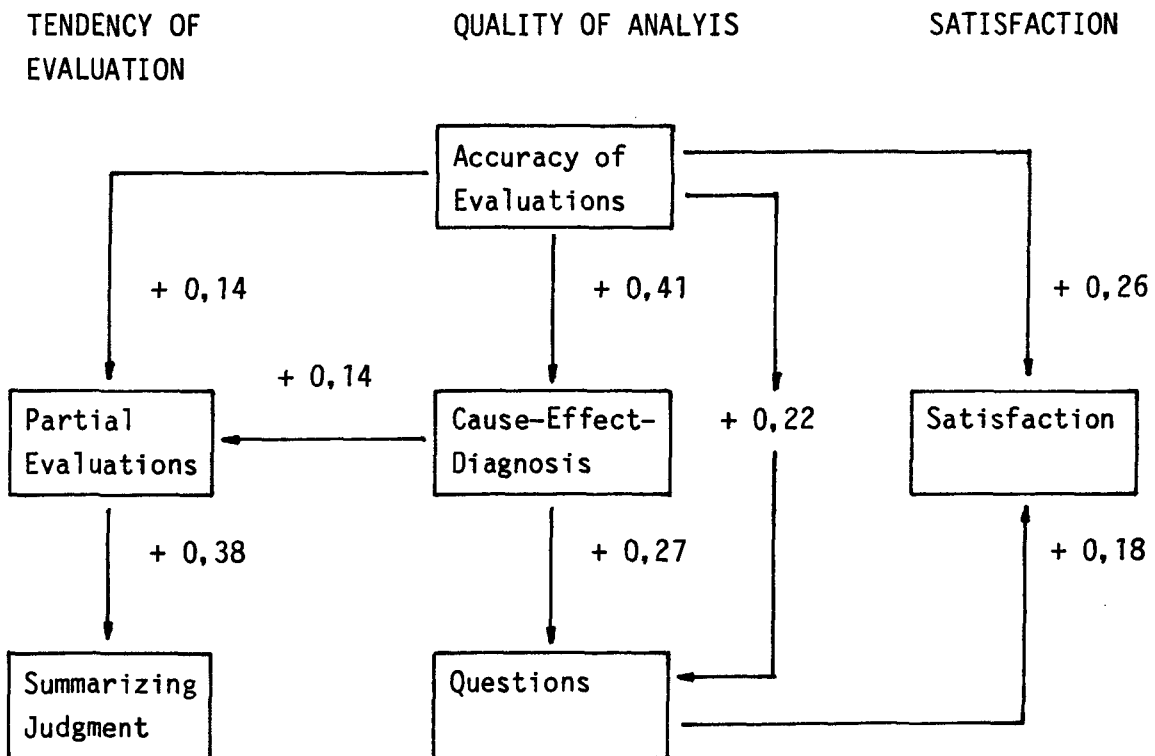 TENDENCY OF
EVALUATION
QUALITY OF ANALYIS
SATISFACTION
Accuracy of
Evaluations
+ 0,14
+ 0,41
+ 0,26
+ 0,14
Partial
Evaluations
Cause-Effect-
Diagnosis
+ 0,22
Satisfaction
+ 0,38
+ 0,27
+ 0,18
Summarizing
Judgment
Questions